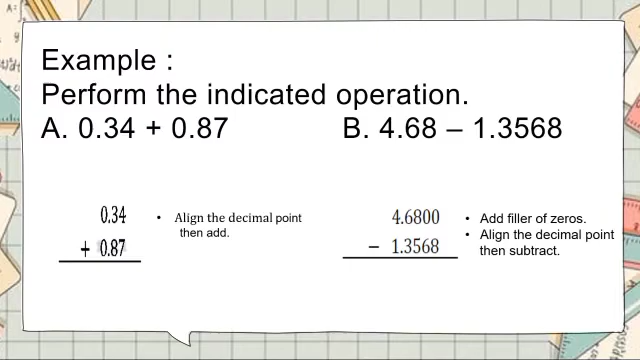 Example :
Perform the indicated operation.
A. 0.34 + 0.87
B. 4.68 – 1.3568
0.34
+ 0.87
• Align the decimal point
then add.
4.6800
− 1.3568
• Add filler of zeros.
• Align the decimal point
then subtract.